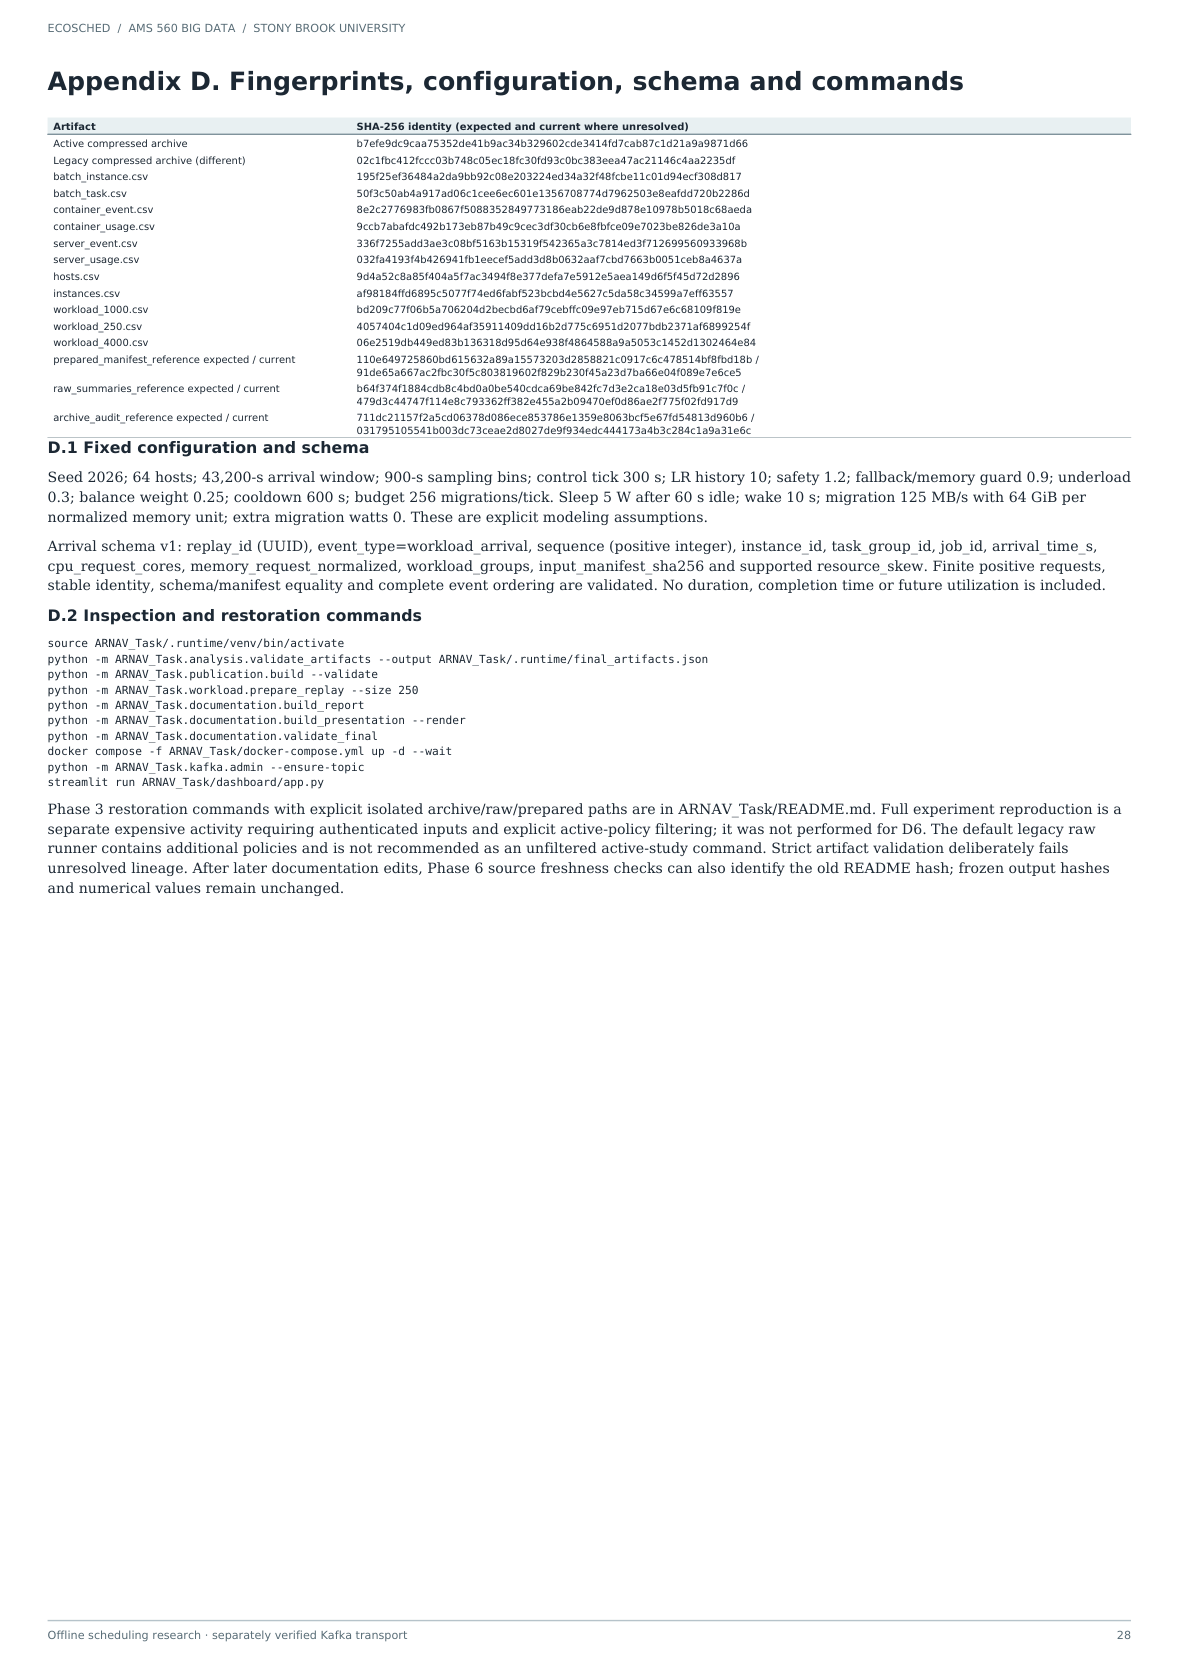 ECOSCHED / AMS 560 BIG DATA / STONY BROOK UNIVERSITY
Appendix D. Fingerprints, configuration, schema and commands
Artifact SHA-256 identity (expected and current where unresolved)
Active compressed archive b7efe9dc9caa75352de41b9ac34b329602cde3414fd7cab87c1d21a9a9871d66
Legacy compressed archive (different) 02c1fbc412fccc03b748c05ec18fc30fd93c0bc383eea47ac21146c4aa2235df
batch_instance.csv 195f25ef36484a2da9bb92c08e203224ed34a32f48fcbe11c01d94ecf308d817
batch_task.csv 50f3c50ab4a917ad06c1cee6ec601e1356708774d7962503e8eafdd720b2286d
container_event.csv 8e2c2776983fb0867f5088352849773186eab22de9d878e10978b5018c68aeda
container_usage.csv 9ccb7abafdc492b173eb87b49c9cec3df30cb6e8fbfce09e7023be826de3a10a
server_event.csv 336f7255add3ae3c08bf5163b15319f542365a3c7814ed3f712699560933968b
server_usage.csv 032fa4193f4b426941fb1eecef5add3d8b0632aaf7cbd7663b0051ceb8a4637a
hosts.csv 9d4a52c8a85f404a5f7ac3494f8e377defa7e5912e5aea149d6f5f45d72d2896
instances.csv af98184ffd6895c5077f74ed6fabf523bcbd4e5627c5da58c34599a7eff63557
workload_1000.csv bd209c77f06b5a706204d2becbd6af79cebffc09e97eb715d67e6c68109f819e
workload_250.csv 4057404c1d09ed964af35911409dd16b2d775c6951d2077bdb2371af6899254f
workload_4000.csv 06e2519db449ed83b136318d95d64e938f4864588a9a5053c1452d1302464e84
prepared_manifest_reference expected / current 110e649725860bd615632a89a15573203d2858821c0917c6c478514bf8fbd18b /
91de65a667ac2fbc30f5c803819602f829b230f45a23d7ba66e04f089e7e6ce5
raw_summaries_reference expected / current b64f374f1884cdb8c4bd0a0be540cdca69be842fc7d3e2ca18e03d5fb91c7f0c /
479d3c44747f114e8c793362ff382e455a2b09470ef0d86ae2f775f02fd917d9
archive_audit_reference expected / current 711dc21157f2a5cd06378d086ece853786e1359e8063bcf5e67fd54813d960b6 /
031795105541b003dc73ceae2d8027de9f934edc444173a4b3c284c1a9a31e6c
D.1 Fixed configuration and schema
Seed 2026; 64 hosts; 43,200-s arrival window; 900-s sampling bins; control tick 300 s; LR history 10; safety 1.2; fallback/memory guard 0.9; underload
0.3; balance weight 0.25; cooldown 600 s; budget 256 migrations/tick. Sleep 5 W after 60 s idle; wake 10 s; migration 125 MB/s with 64 GiB per
normalized memory unit; extra migration watts 0. These are explicit modeling assumptions.
Arrival schema v1: replay_id (UUID), event_type=workload_arrival, sequence (positive integer), instance_id, task_group_id, job_id, arrival_time_s,
cpu_request_cores, memory_request_normalized, workload_groups, input_manifest_sha256 and supported resource_skew. Finite positive requests,
stable identity, schema/manifest equality and complete event ordering are validated. No duration, completion time or future utilization is included.
D.2 Inspection and restoration commands
source ARNAV_Task/.runtime/venv/bin/activate
python -m ARNAV_Task.analysis.validate_artifacts --output ARNAV_Task/.runtime/final_artifacts.json
python -m ARNAV_Task.publication.build --validate
python -m ARNAV_Task.workload.prepare_replay --size 250
python -m ARNAV_Task.documentation.build_report
python -m ARNAV_Task.documentation.build_presentation --render
python -m ARNAV_Task.documentation.validate_final
docker compose -f ARNAV_Task/docker-compose.yml up -d --wait
python -m ARNAV_Task.kafka.admin --ensure-topic
streamlit run ARNAV_Task/dashboard/app.py
Phase 3 restoration commands with explicit isolated archive/raw/prepared paths are in ARNAV_Task/README.md. Full experiment reproduction is a
separate expensive activity requiring authenticated inputs and explicit active-policy filtering; it was not performed for D6. The default legacy raw
runner contains additional policies and is not recommended as an unfiltered active-study command. Strict artifact validation deliberately fails
unresolved lineage. After later documentation edits, Phase 6 source freshness checks can also identify the old README hash; frozen output hashes
and numerical values remain unchanged.
Offline scheduling research · separately verified Kafka transport 28